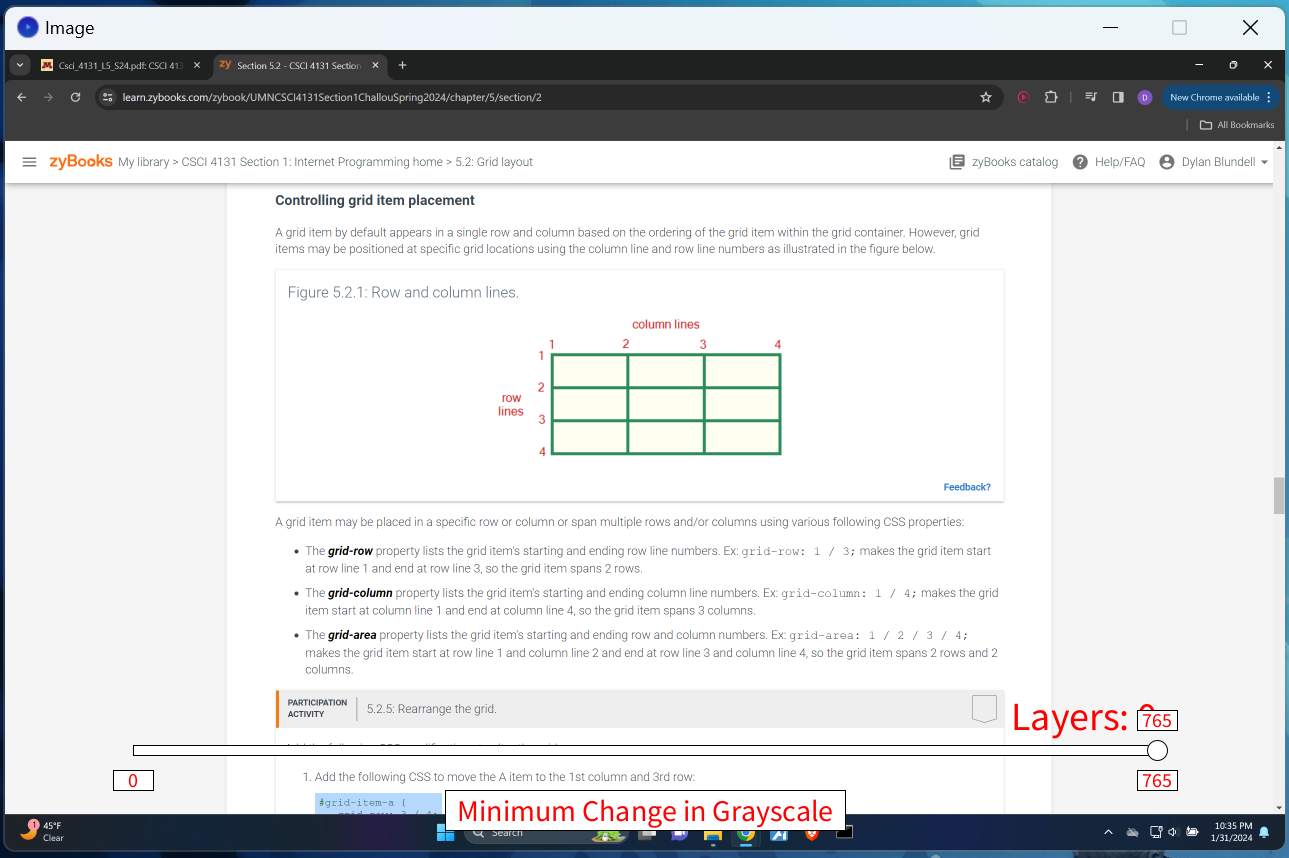 Image
Csci_4131_L5_S24.pdf: CSCI 413
zy Section 5.2 - CSCI 4131 Section
learn.zybooks.com/zybook/UMNCSCI4131Section1ChallouSpring2024/chapter/5/section/2
D
New Chrome available
All Bookmarks
zyBooks My library > CSCI 4131 Section 1: Internet Programming home > 5.2: Grid layout
zyBooks catalog
Help/FAQ
Dylan Blundell
Controlling grid item placement
A grid item by default appears in a single row and column based on the ordering of the grid item within the grid container. However, grid
items may be positioned at specific grid locations using the column line and row line numbers as illustrated in the figure below.
Figure 5.2.1: Row and column lines.
column lines
1 2 3 4
1
2
row
lines
3
4
Feedback?
A grid item may be placed in a specific row or column or span multiple rows and/or columns using various following CSS properties:
• The grid-row property lists the grid item's starting and ending row line numbers. Ex: grid-row: 1 / 3; makes the grid item start
at row line 1 and end at row line 3, so the grid item spans 2 rows.
• The grid-column property lists the grid item's starting and ending column line numbers. Ex: grid-column: 1 / 4; makes the grid
item start at column line 1 and end at column line 4, so the grid item spans 3 columns.
• The grid-area property lists the grid item's starting and ending row and column numbers. Ex: grid-area: 1 / 2 / 3 / 4;
makes the grid item start at row line 1 and column line 2 and end at row line 3 and column line 4, so the grid item spans 2 rows and 2
columns.
PARTICIPATION
ACTIVITY
5.2.5: Rearrange the grid.
Layers:
765
0
765
1. Add the following CSS to move the A item to the 1st column and 3rd row:
#grid-item-a {
Minimum Change in Grayscale
1
45°F
Clear
Search
10:35 PM
1/31/2024